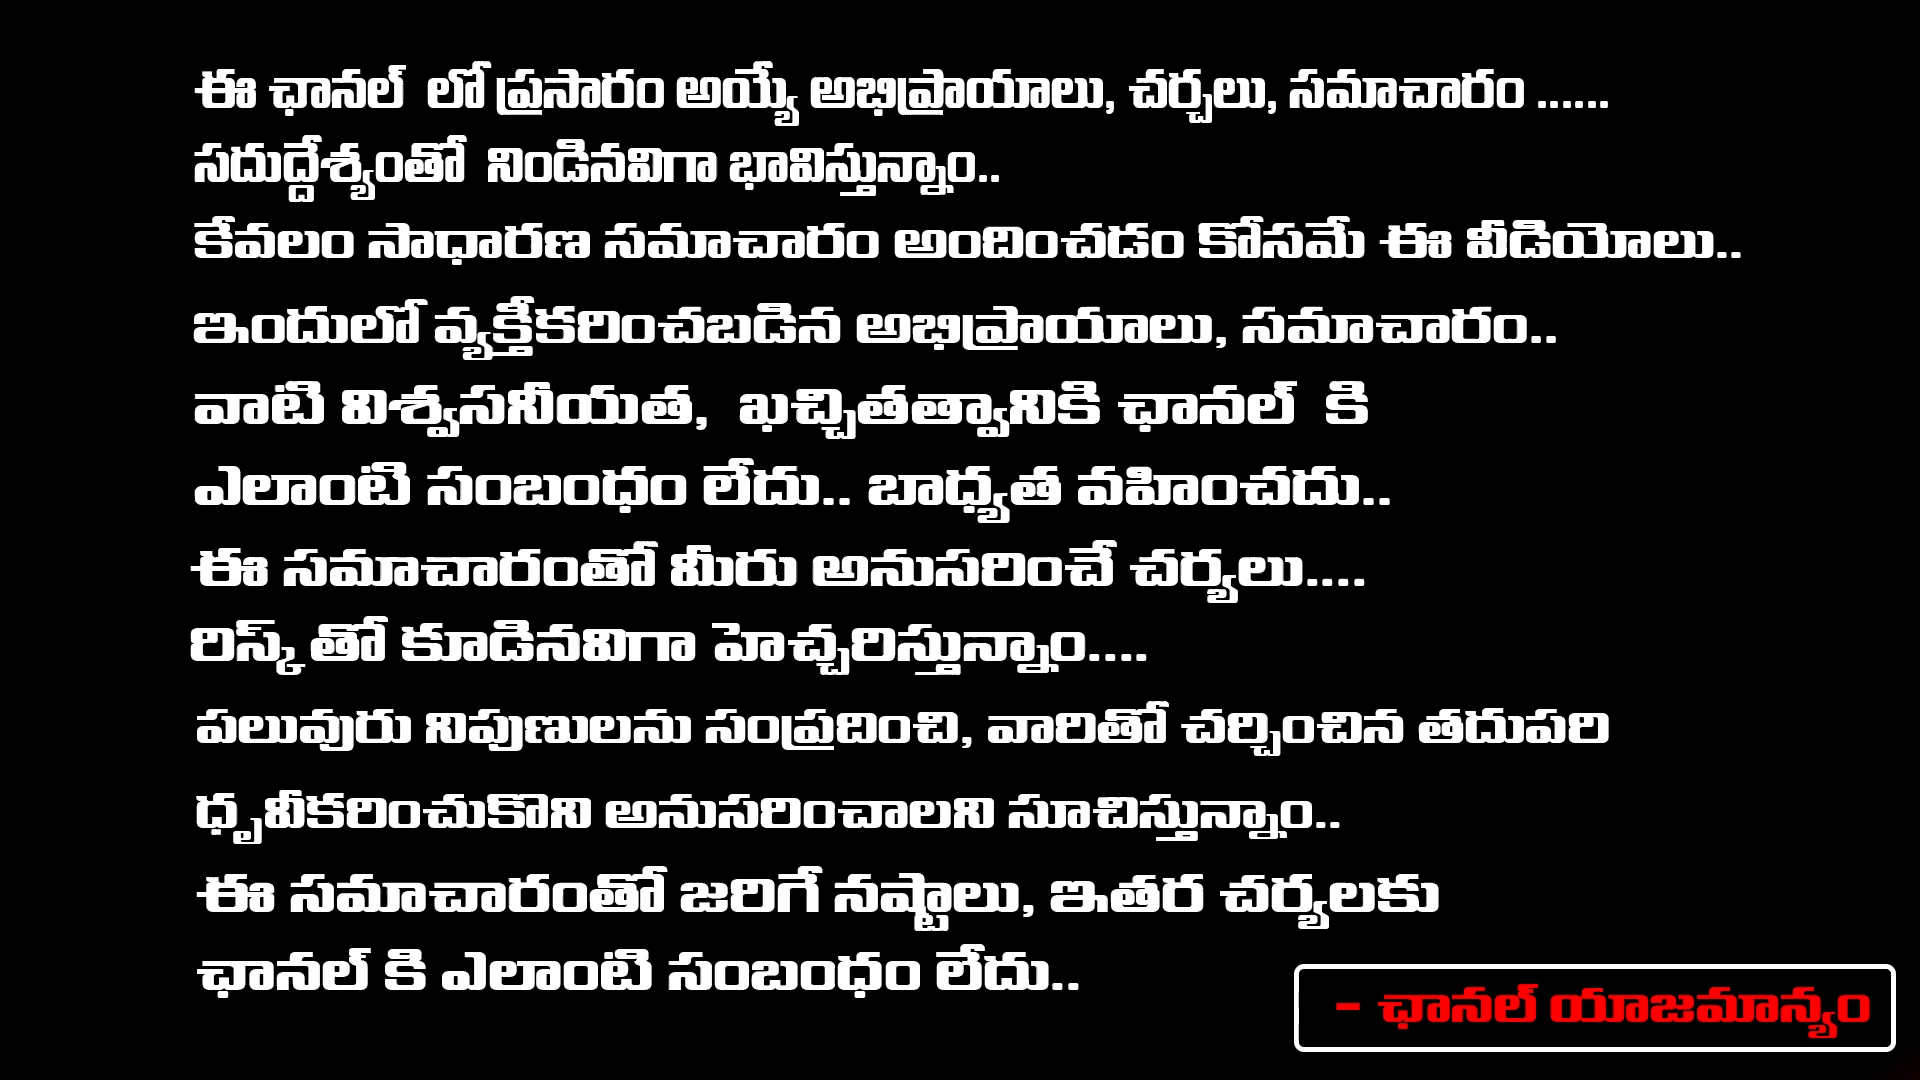 ఈ ఛానల్ లో ప్రసారం అయ్యే అభిప్రాయాలు, చర్చలు, సమాచారం ......
సదుద్దేశ్యంతో నిండినవిగా భావిస్తున్నాం..
కేవలం సాధారణ సమాచారం అందించడం కోసమే ఈ వీడియోలు..
ఇందులో వ్యక్తీకరించబడిన అభిప్రాయాలు, సమాచారం..
వాటి విశ్వసనీయత, ఖచ్చితత్వానికి ఛానల్ కి
ఎలాంటి సంబంధం లేదు.. బాధ్యత వహించదు..
ఈ సమాచారంతో మీరు అనుసరించే చర్యలు....
రిస్క్ తో కూడినవిగా హెచ్చరిస్తున్నాం....
పలువురు నిపుణులను సంప్రదించి, వారితో చర్చించిన తదుపరి
ధృవీకరించుకొని అనుసరించాలని సూచిస్తున్నాం..
ఈ సమాచారంతో జరిగే నష్టాలు, ఇతర చర్యలకు
ఛానల్ కి ఎలాంటి సంబంధం లేదు..
- ఛానల్ యాజమాన్యం